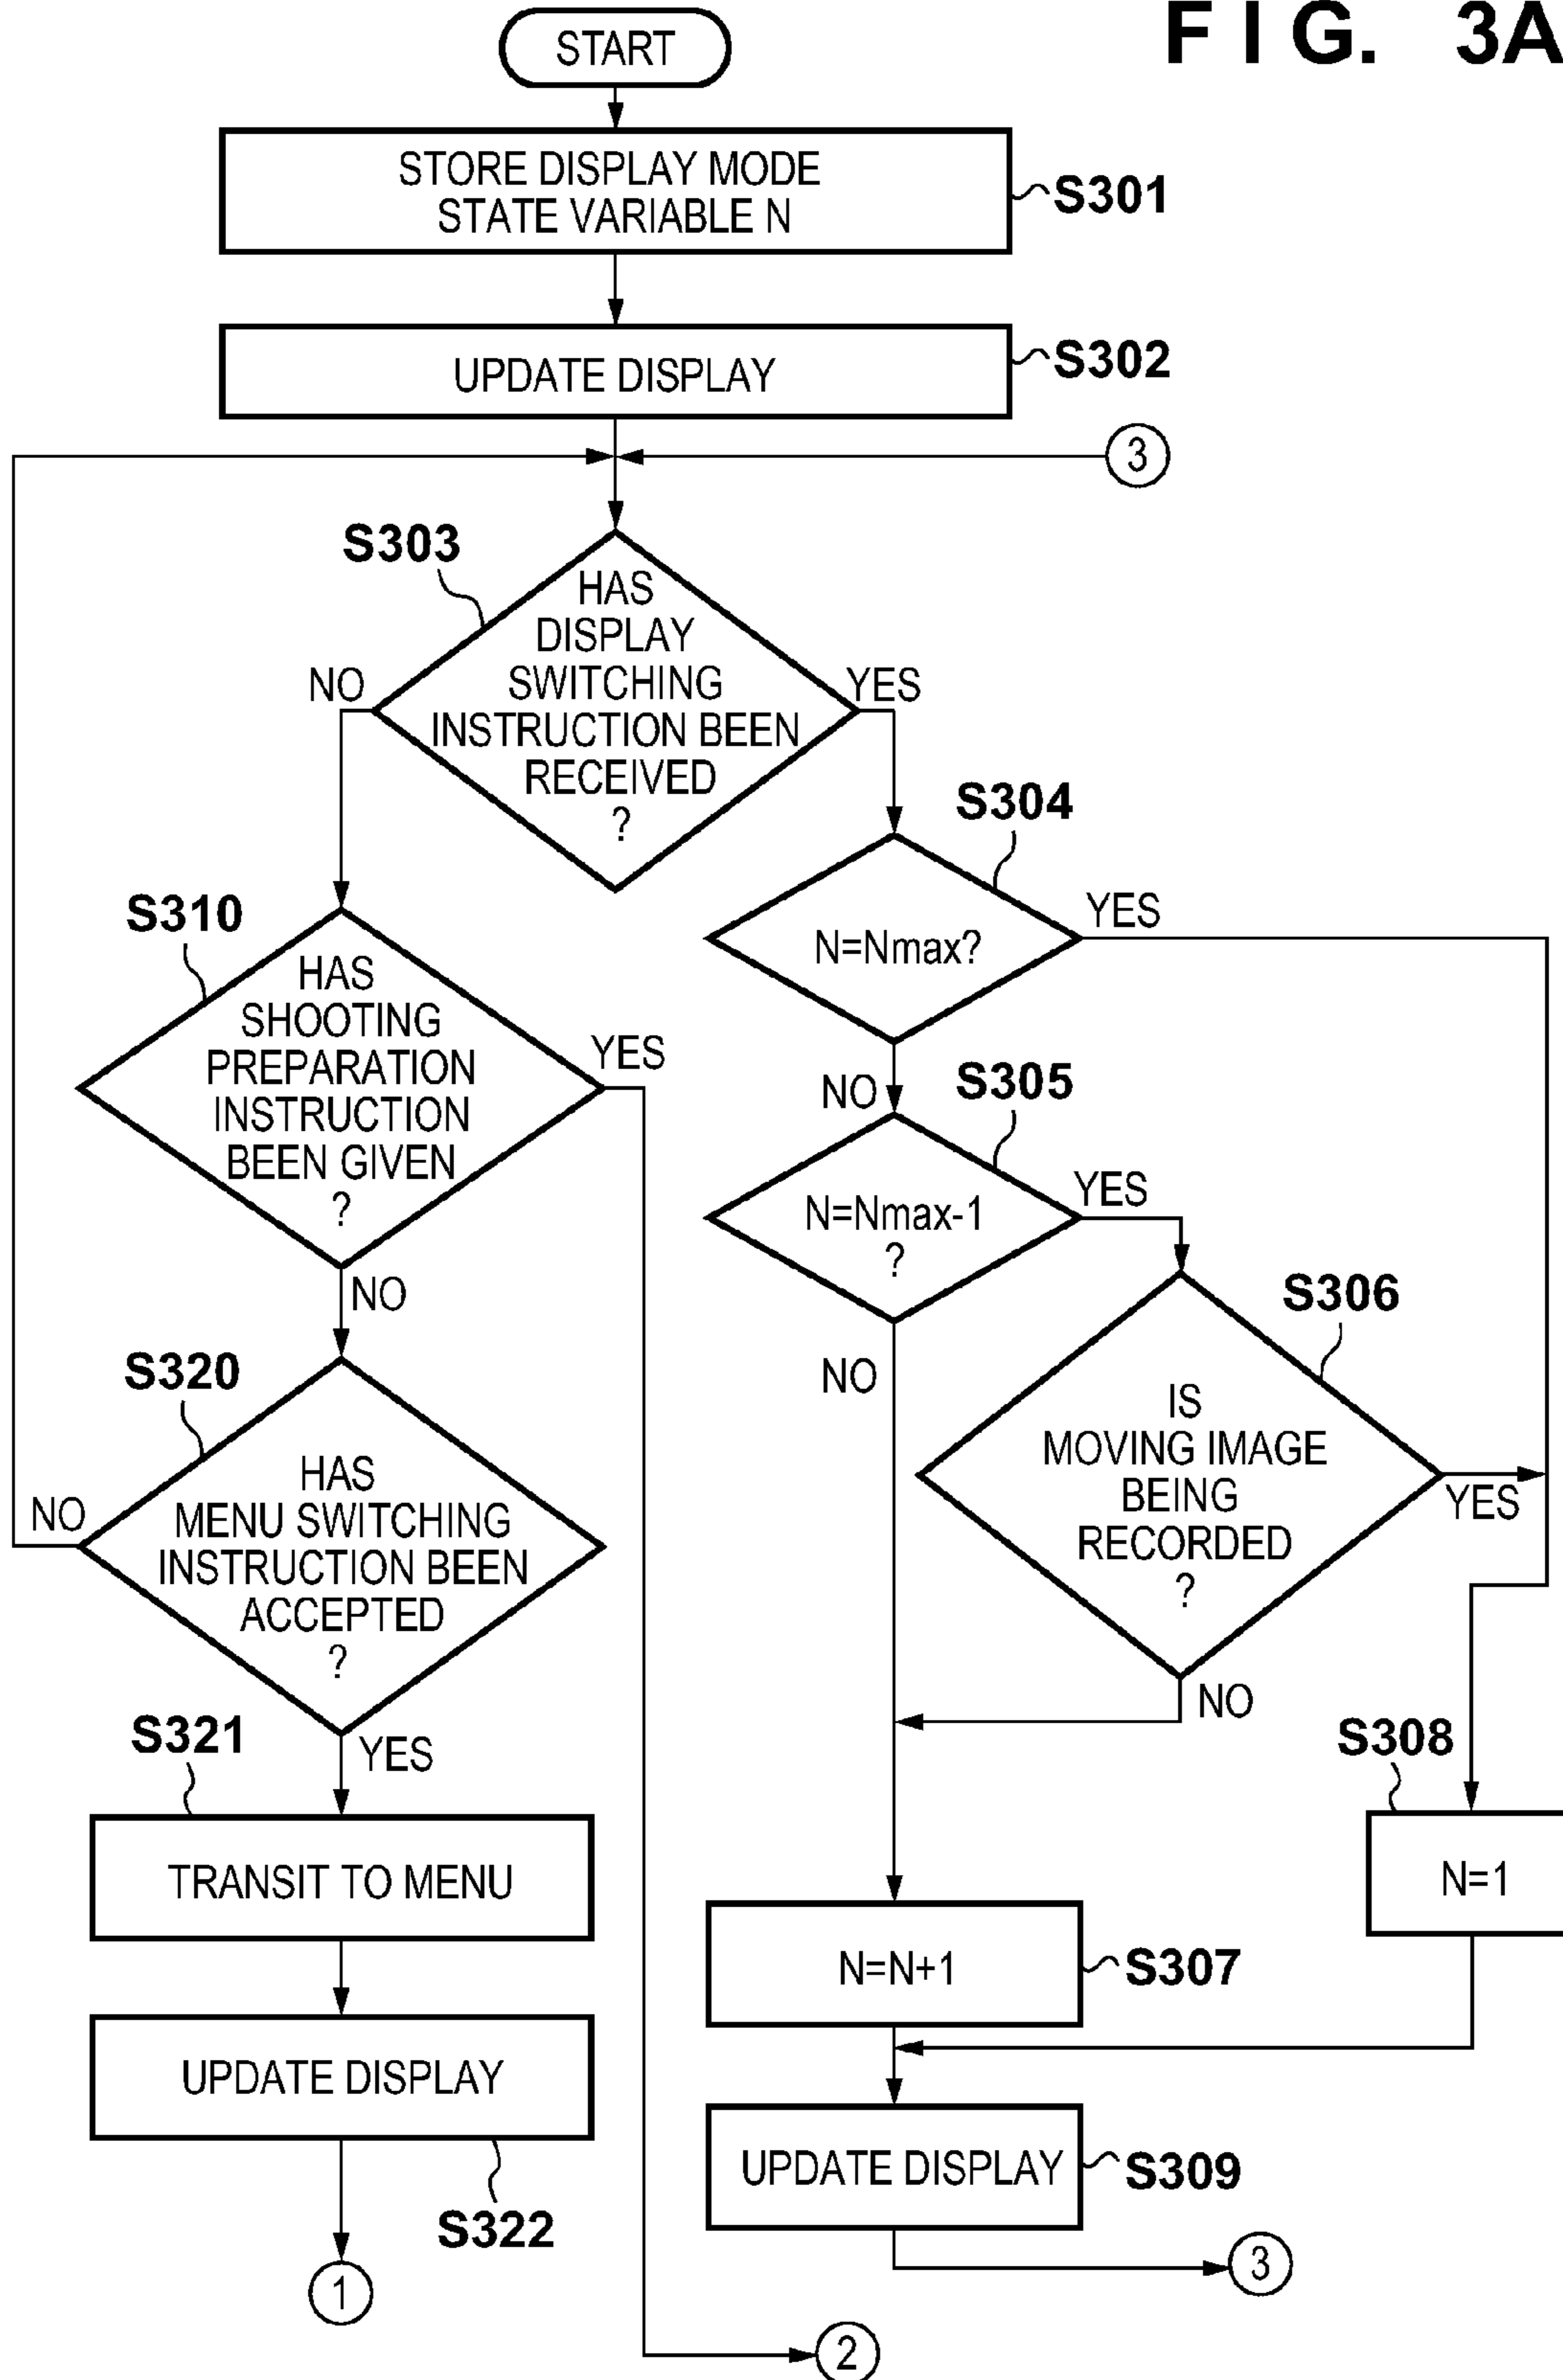 FIG. 3A
START
STORE DISPLAY MODE
STATE VARIABLE N
S301
UPDATE DISPLAY
S302
3
S303
HAS
DISPLAY
SWITCHING
INSTRUCTION BEEN
RECEIVED
?
NO
YES
S304
N=Nmax?
YES
NO
S310
HAS
SHOOTING
PREPARATION
INSTRUCTION
BEEN GIVEN
?
YES
NO
S305
N=Nmax-1
?
YES
NO
S306
IS
MOVING IMAGE
BEING
RECORDED
?
YES
NO
S320
HAS
MENU SWITCHING
INSTRUCTION BEEN
ACCEPTED
?
NO
YES
S321
TRANSIT TO MENU
S308
N=1
N=N+1
S307
UPDATE DISPLAY
S322
UPDATE DISPLAY
S309
1
3
2